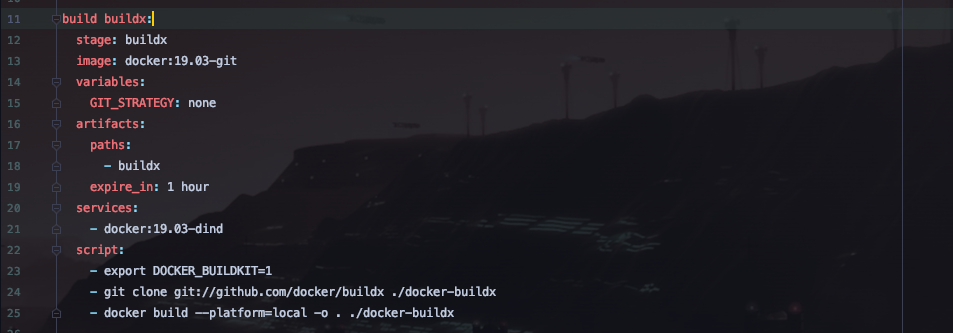 11 build buildx:
12 stage: buildx
13 image: docker:19.03-git
14 variables:
15 GIT_STRATEGY: none
16 artifacts:
17 paths:
18 - buildx
19 expire_in: 1 hour
20 services:
21 - docker:19.03-dind
22 script:
23 - export DOCKER_BUILDKIT=1
24 - git clone git://github.com/docker/buildx ./docker-buildx
25 - docker build --platform=local -o . ./docker-buildx